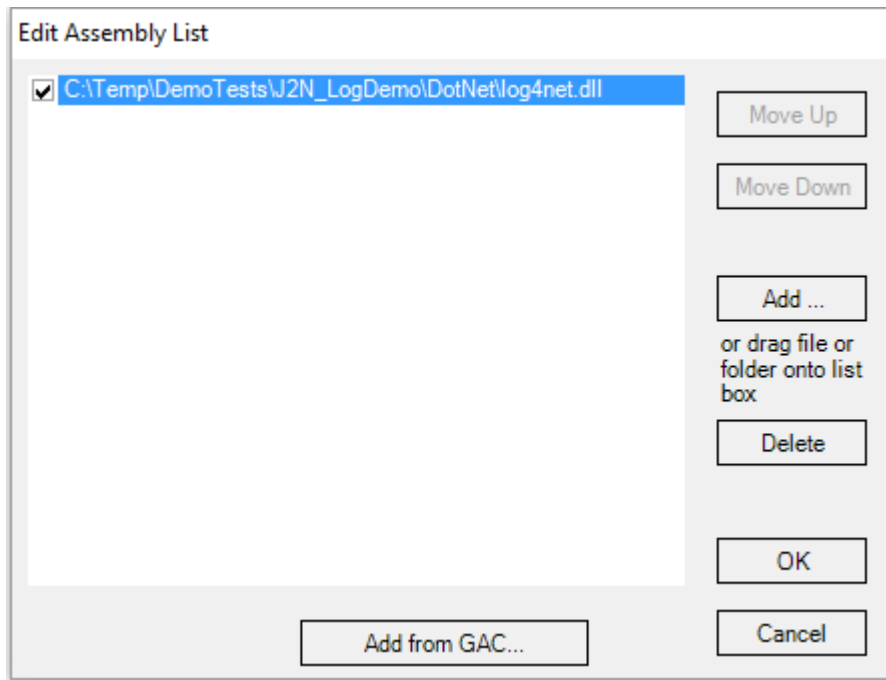 Edit Assembly List
C:\Temp\DemoTests\J2N_LogDemo\DotNet\log4net.dll
Move Up
Move Down
Add ...
or drag file or
folder onto list
box
Delete
OK
Add from GAC...
Cancel